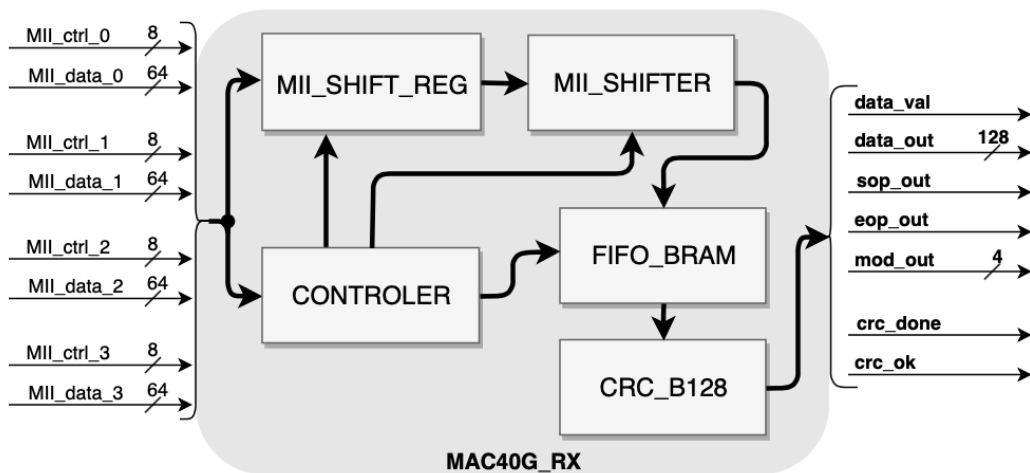 MII_ctrl_0 8
MII_data_0 64
MII_ctrl_1 8
MII_data_1 64
MII_ctrl_2 8
MII_data_2 64
MII_ctrl_3 8
MII_data_3 64
MII_SHIFT_REG
MII_SHIFTER
CONTROLER
FIFO_BRAM
CRC_B128
MAC40G_RX
data_val
data_out 128
sop_out
eop_out
mod_out 4
crc_done
crc_ok